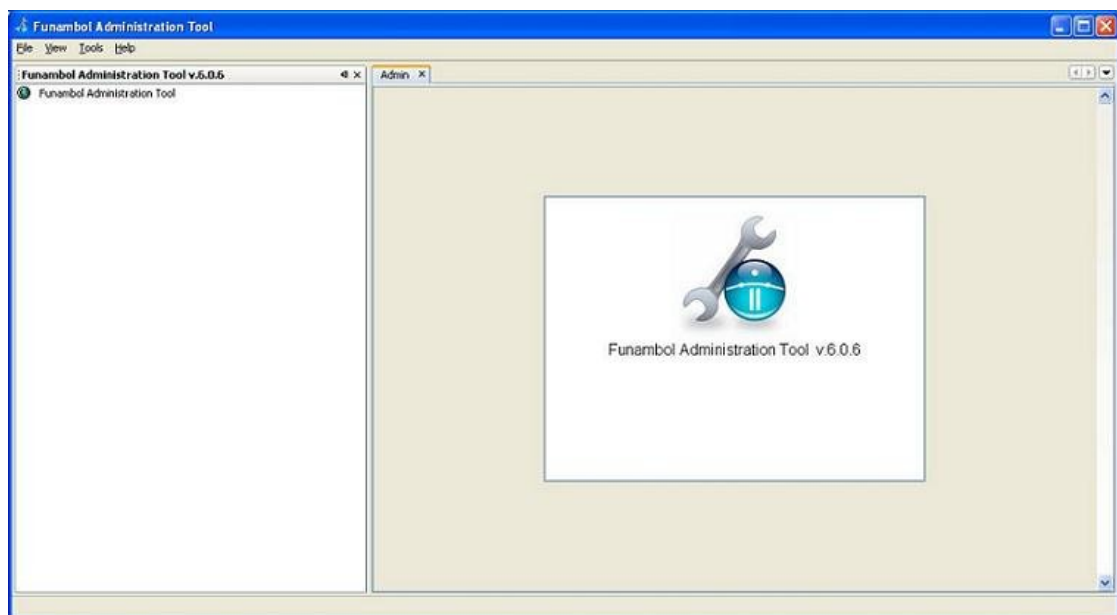 Funambol Administration Tool
File View Tools Help
Funambol Administration Tool v.6.0.6
Admin
Funambol Administration Tool
Funambol Administration Tool v.6.0.6